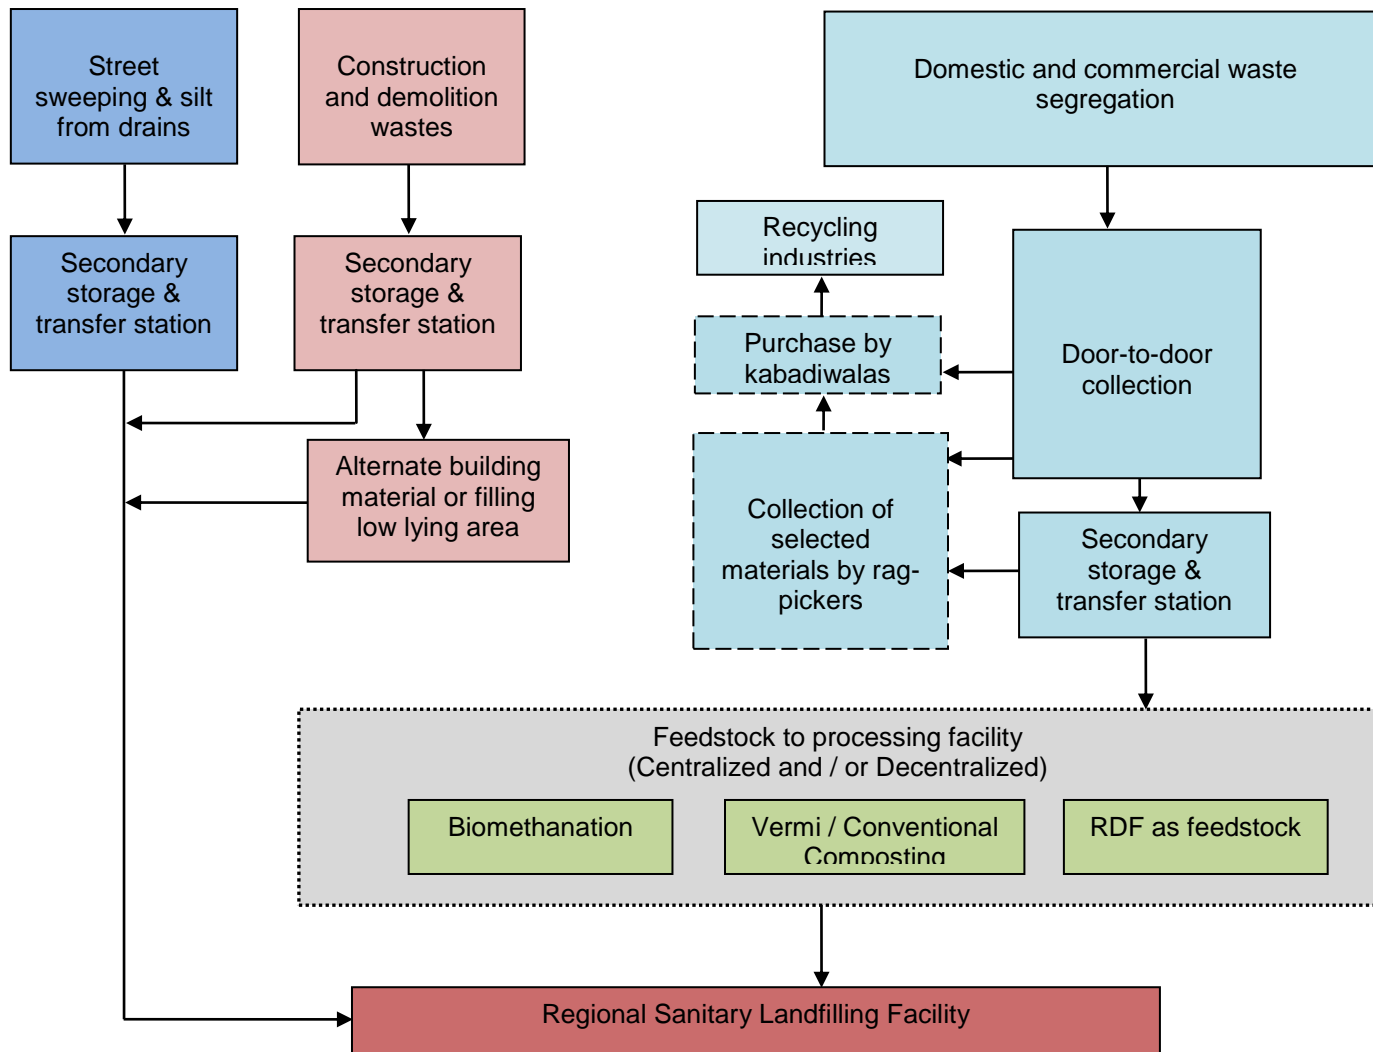 Street
sweeping & silt
from drains
Construction
and demolition
wastes
Domestic and commercial waste
segregation
Secondary
storage &
transfer station
Secondary
storage &
transfer station
Recycling
industries
Purchase by
kabadiwalas
Door-to-door
collection
Alternate building
material or filling
low lying area
Collection of
selected
materials by rag-
pickers
Secondary
storage &
transfer station
Feedstock to processing facility
(Centralized and / or Decentralized)
Biomethanation
Vermi / Conventional
Composting
RDF as feedstock
Regional Sanitary Landfilling Facility